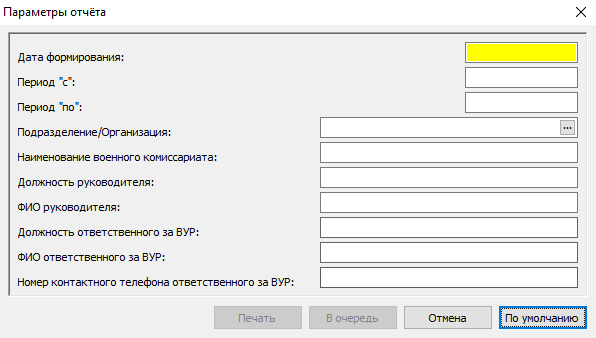 Параметры отчёта
Дата формирования:
Период "с":
Период "по":
Подразделение/Организация:
...
Наименование военного комиссариата:
Должность руководителя:
ФИО руководителя:
Должность ответственного за ВУР:
ФИО ответственного за ВУР:
Номер контактного телефона ответственного за ВУР:
Печать В очередь Отмена По умолчанию